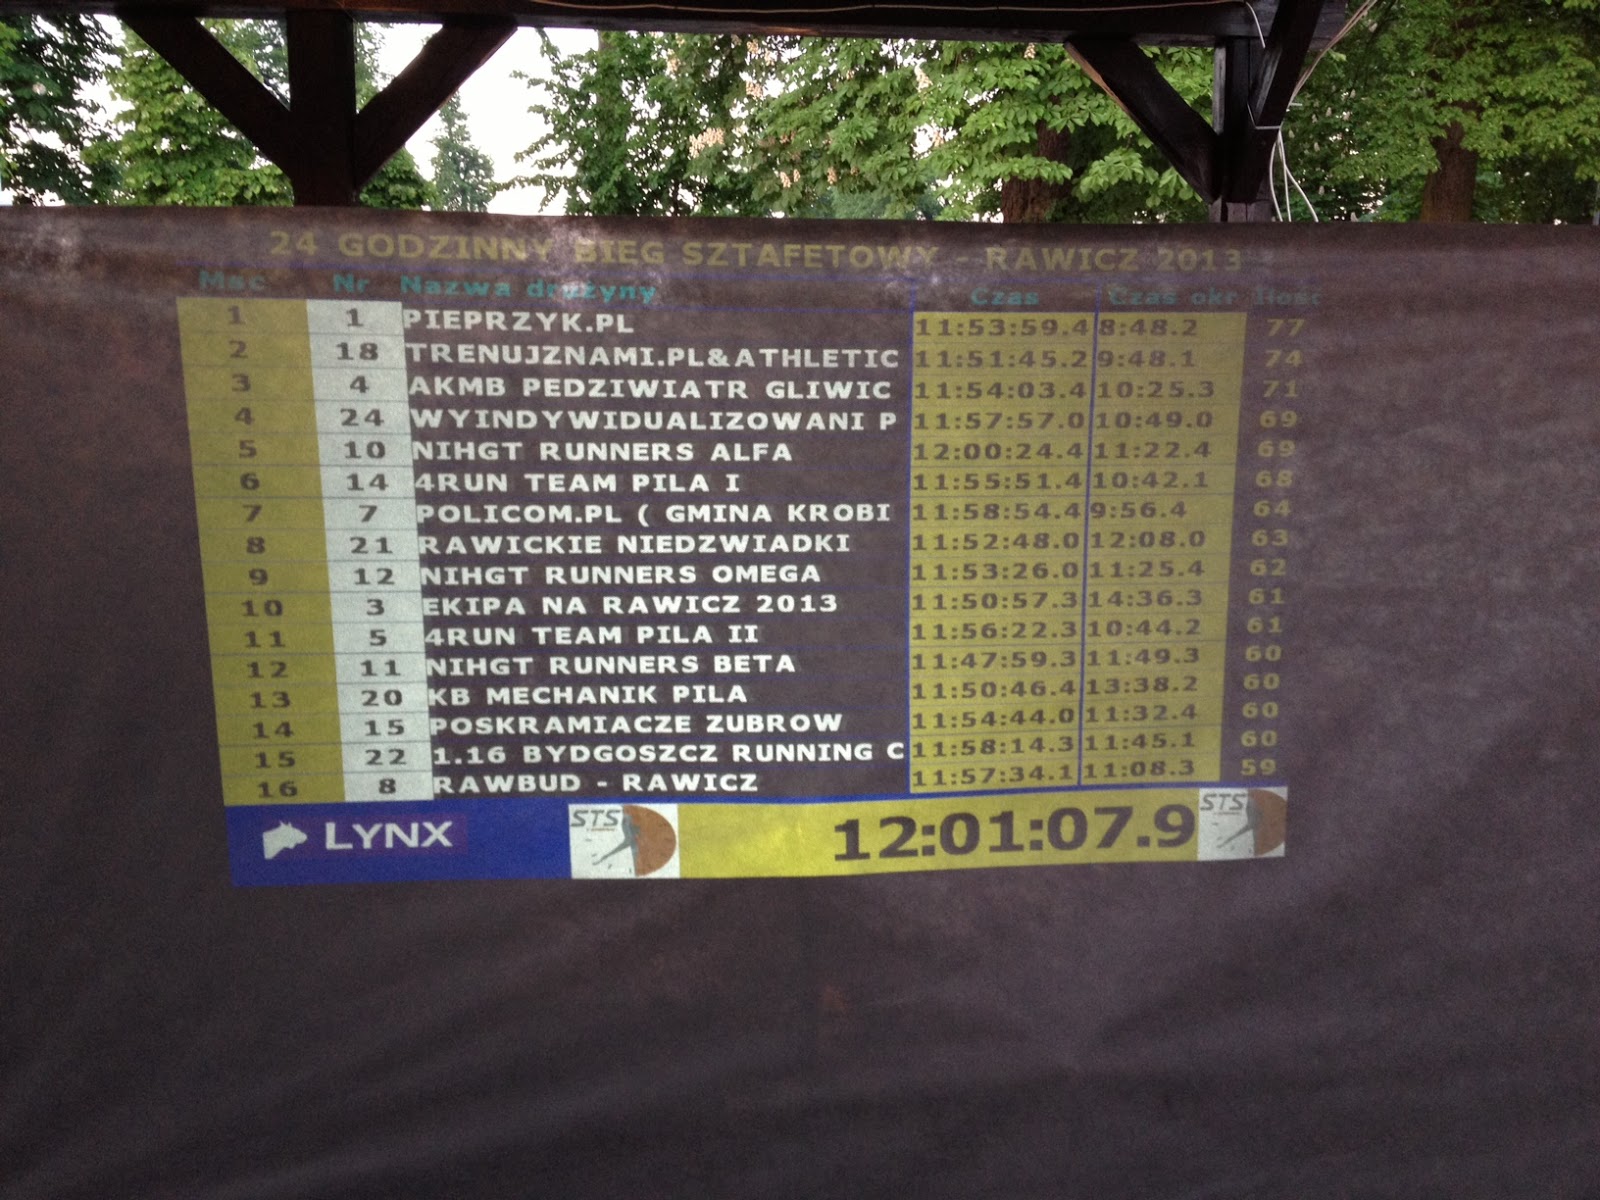 24 GODZINNY BIEG SZTAFETOWY - RAWICZ 2013
Msc Nr Nazwa drużyny Czas Czas okr Ilość
1 1 PIEPRZYK.PL 11:53:59.4 8:48.2 77
2 18 TRENUJZNAMI.PL&ATHLETIC 11:51:45.2 9:48.1 74
3 4 AKMB PEDZIWIATR GLIWIC 11:54:03.4 10:25.3 71
4 24 WYINDYWIDUALIZOWANI P 11:57:57.0 10:49.0 69
5 10 NIHGT RUNNERS ALFA 12:00:24.4 11:22.4 69
6 14 4RUN TEAM PILA I 11:55:51.4 10:42.1 68
7 7 POLICOM.PL ( GMINA KROBI 11:58:54.4 9:56.4 64
8 21 RAWICKIE NIEDZWIADKI 11:52:48.0 12:08.0 63
9 12 NIHGT RUNNERS OMEGA 11:53:26.0 11:25.4 62
10 3 EKIPA NA RAWICZ 2013 11:50:57.3 14:36.3 61
11 5 4RUN TEAM PILA II 11:56:22.3 10:44.2 61
12 11 NIHGT RUNNERS BETA 11:47:59.3 11:49.3 60
13 20 KB MECHANIK PILA 11:50:46.4 13:38.2 60
14 15 POSKRAMIACZE ZUBROW 11:54:44.0 11:32.4 60
15 22 1.16 BYDGOSZCZ RUNNING C 11:58:14.3 11:45.1 60
16 8 RAWBUD - RAWICZ 11:57:34.1 11:08.3 59
LYNX STS 12:01:07.9 STS